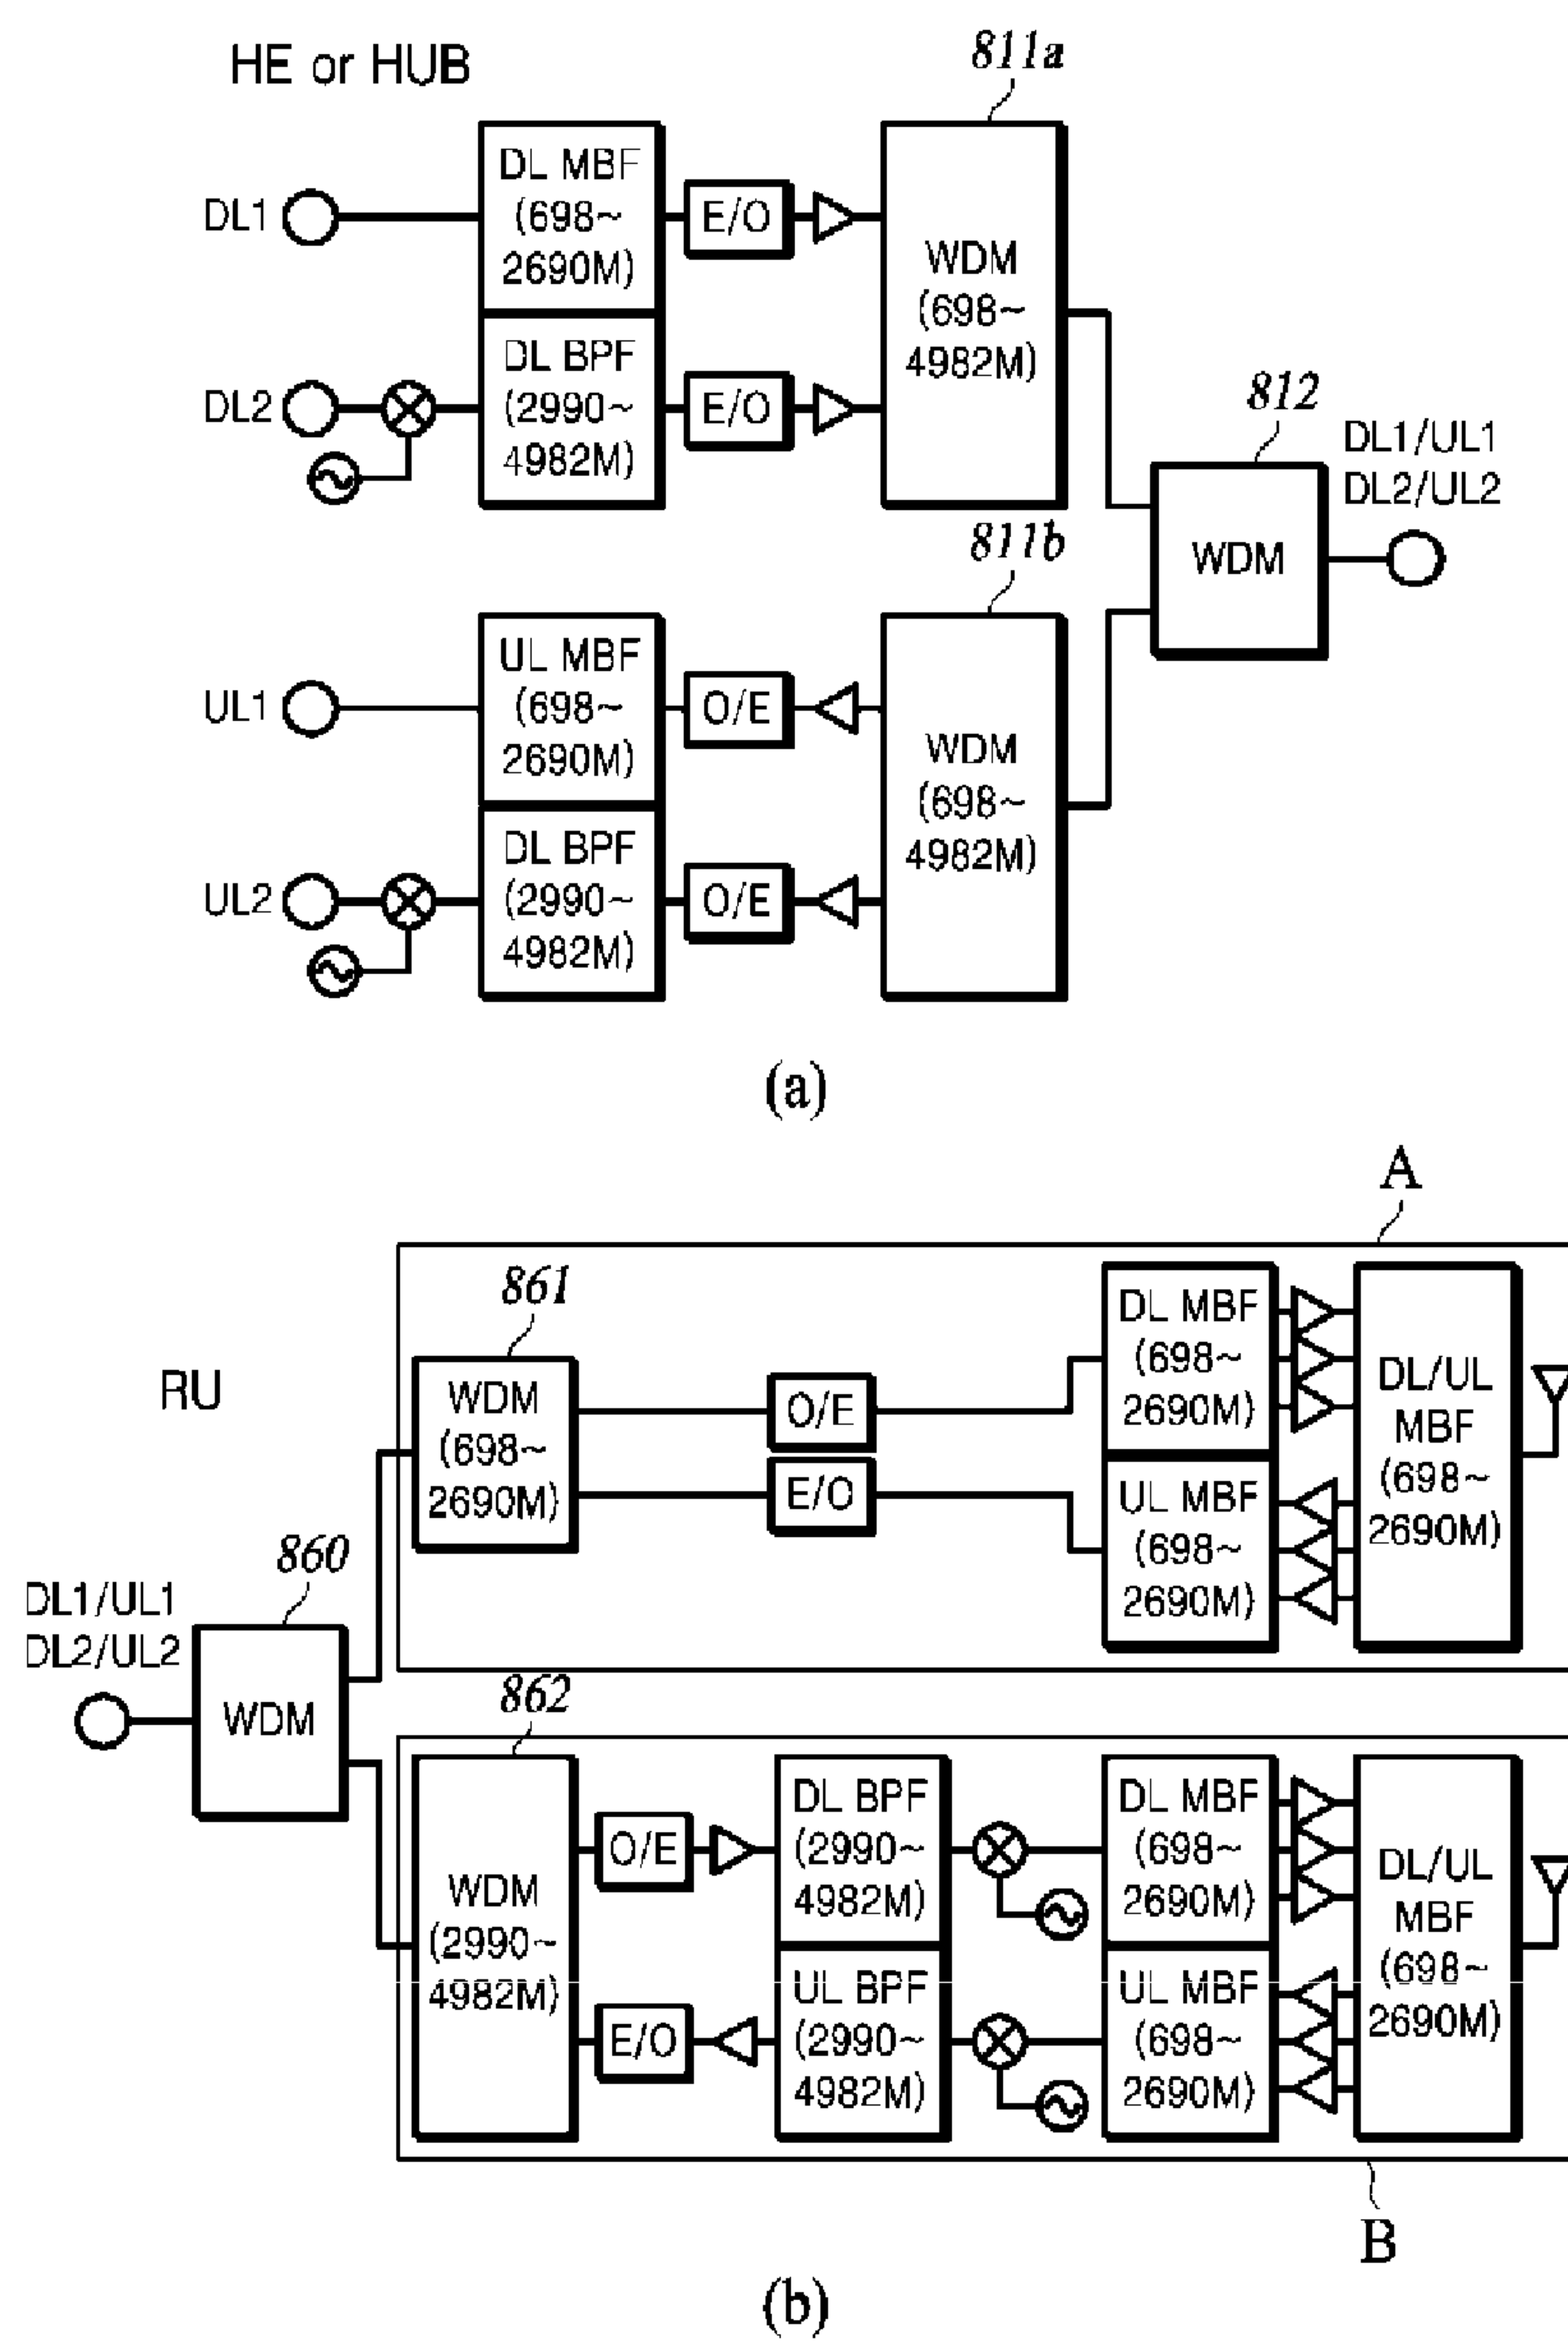 HE or HUB
811a
DL1
DL MBF
(698~
2690M)
E/O
WDM
(698~
4982M)
DL2
DL BPF
(2990~
4982M)
E/O
812
DL1/UL1
DL2/UL2
WDM
811b
UL1
UL MBF
(698~
2690M)
O/E
WDM
(698~
4982M)
UL2
DL BPF
(2990~
4982M)
O/E
(a)
A
RU
861
WDM
(698~
2690M)
O/E
E/O
DL MBF
(698~
2690M)
UL MBF
(698~
2690M)
DL/UL
MBF
(698~
2690M)
860
DL1/UL1
DL2/UL2
WDM
862
WDM
(2990~
4982M)
O/E
E/O
DL BPF
(2990~
4982M)
UL BPF
(2990~
4982M)
DL MBF
(698~
2690M)
UL MBF
(698~
2690M)
DL/UL
MBF
(698~
2690M)
B
(b)